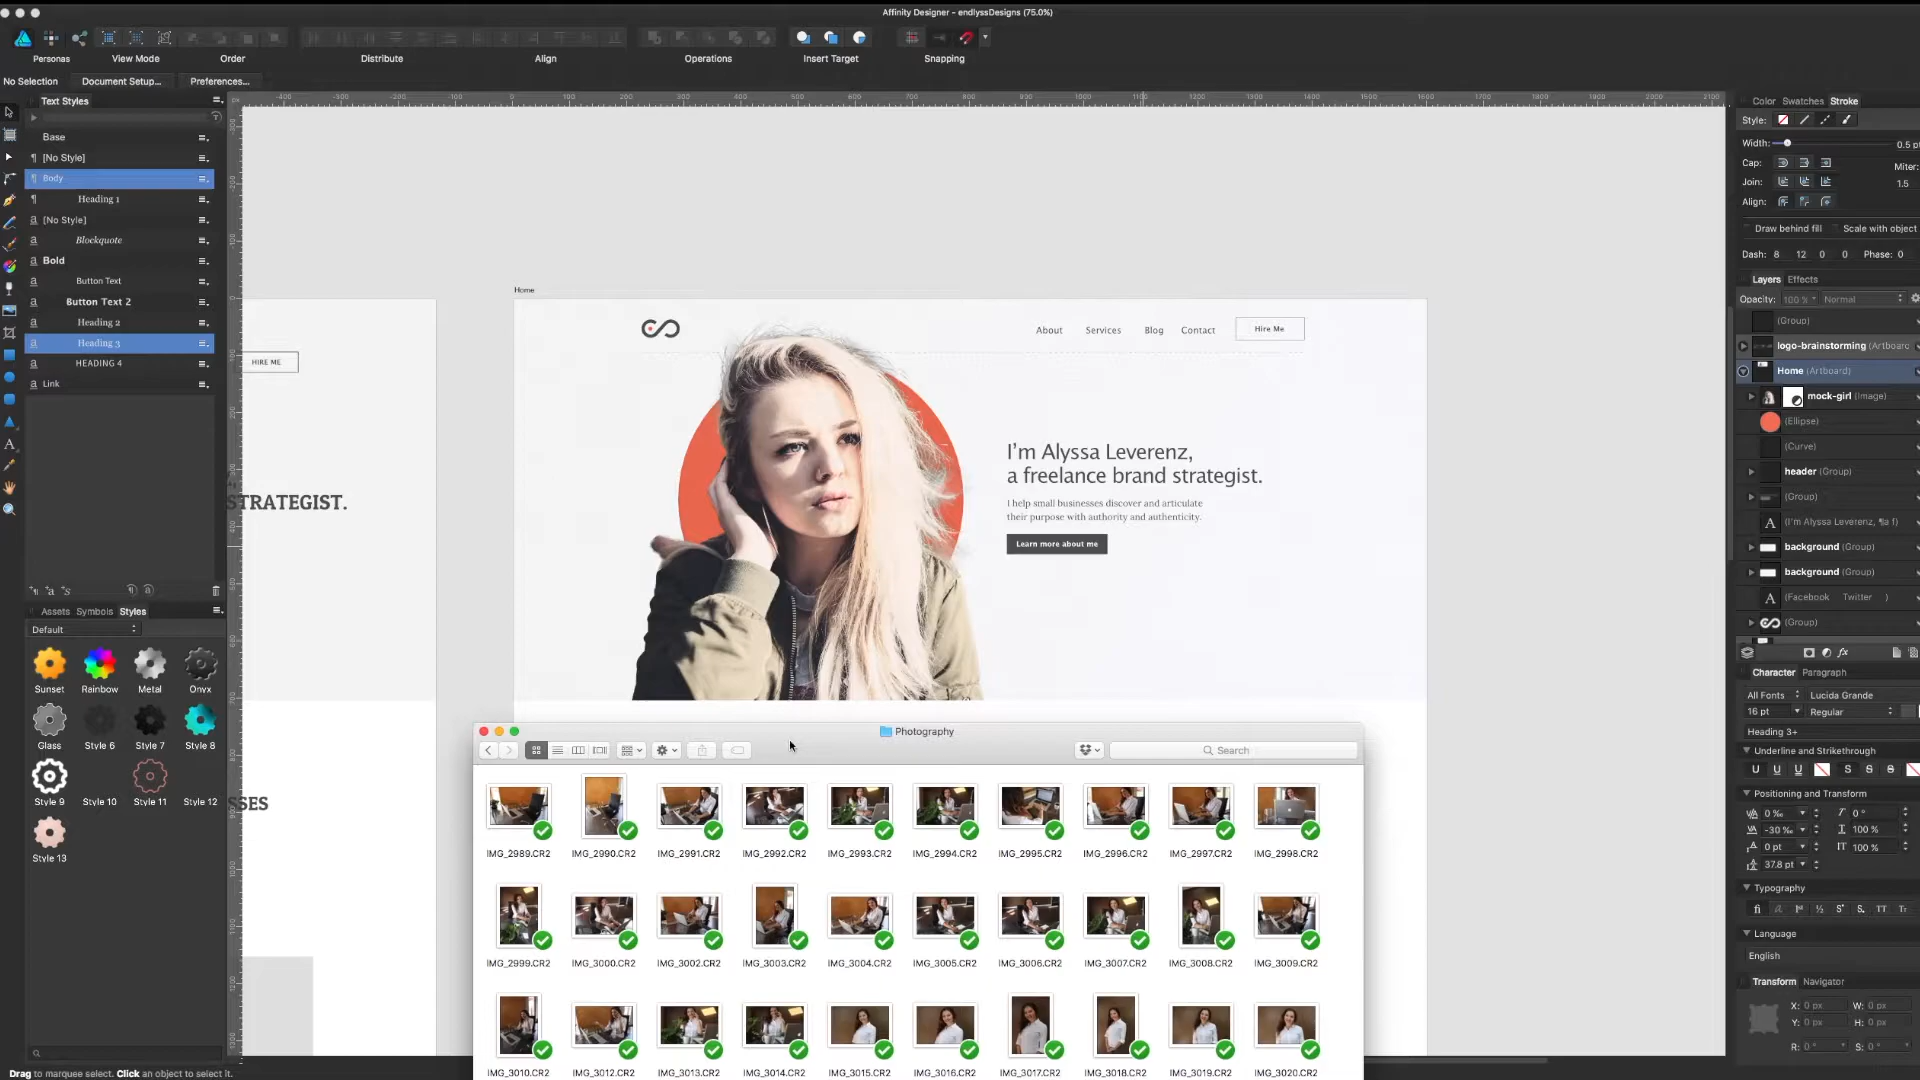 Affinity Designer - endlyssDesigns (75.0%)
Personas
View Mode
Order
Distribute
Align
Operations
Insert Target
Snapping
No Selection
Document Setup...
Preferences...
Text Styles
Base
[No Style]
Body
Heading 1
[No Style]
Blockquote
Bold
Button Text
Button Text 2
Heading 2
Heading 3
HEADING 4
Link
Assets Symbols Styles
Default
Sunset Rainbow Metal Onyx
Glass Style 6 Style 7 Style 8
Style 9 Style 10 Style 11 Style 12
Style 13
Drag to marquee select. Click an object to select it.
HIRE ME
STRATEGIST.
SSES
Home
About Services Blog Contact Hire Me
I'm Alyssa Leverenz,
a freelance brand strategist.
I help small businesses discover and articulate
their purpose with authority and authenticity.
Learn more about me
Photography
Search
IMG_2989.CR2 IMG_2990.CR2 IMG_2991.CR2 IMG_2992.CR2 IMG_2993.CR2 IMG_2994.CR2 IMG_2995.CR2 IMG_2996.CR2 IMG_2997.CR2 IMG_2998.CR2
IMG_2999.CR2 IMG_3000.CR2 IMG_3002.CR2 IMG_3003.CR2 IMG_3004.CR2 IMG_3005.CR2 IMG_3006.CR2 IMG_3007.CR2 IMG_3008.CR2 IMG_3009.CR2
IMG_3010.CR2 IMG_3012.CR2 IMG_3013.CR2 IMG_3014.CR2 IMG_3015.CR2 IMG_3016.CR2 IMG_3017.CR2 IMG_3018.CR2 IMG_3019.CR2 IMG_3020.CR2
Color Swatches Stroke
Style:
Width: 0.5 pt
Cap: Miter:
Join: 1.5
Align:
Draw behind fill Scale with object
Dash: 8 12 0 0 Phase: 0
Layers Effects
Opacity: 100 % Normal
(Group)
logo-brainstorming (Artboarc
Home (Artboard)
mock-girl (Image)
(Ellipse)
(Curve)
header (Group)
(Group)
(I'm Alyssa Leverenz, ¶a f)
background (Group)
background (Group)
(Facebook Twitter )
(Group)
Character Paragraph
All Fonts Lucida Grande
16 pt Regular
Heading 3+
Underline and Strikethrough
U U U S S S
Positioning and Transform
0 ‰ 0 °
-30 ‰ 100 %
0 pt 100 %
37.8 pt
Typography
Language
English
Transform Navigator
X: 0 px W: 0 px
Y: 0 px H: 0 px
R: 0 ° S: 0 °